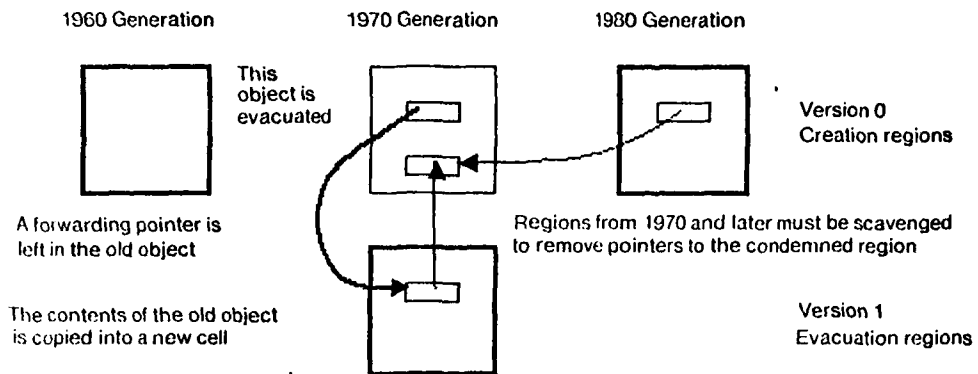 1960 Generation
1970 Generation
1980 Generation
This
object is
evacuated
Version 0
Creation regions
A forwarding pointer is
left in the old object
Regions from 1970 and later must be scavenged
to remove pointers to the condemned region
The contents of the old object
is copied into a new cell
Version 1
Evacuation regions